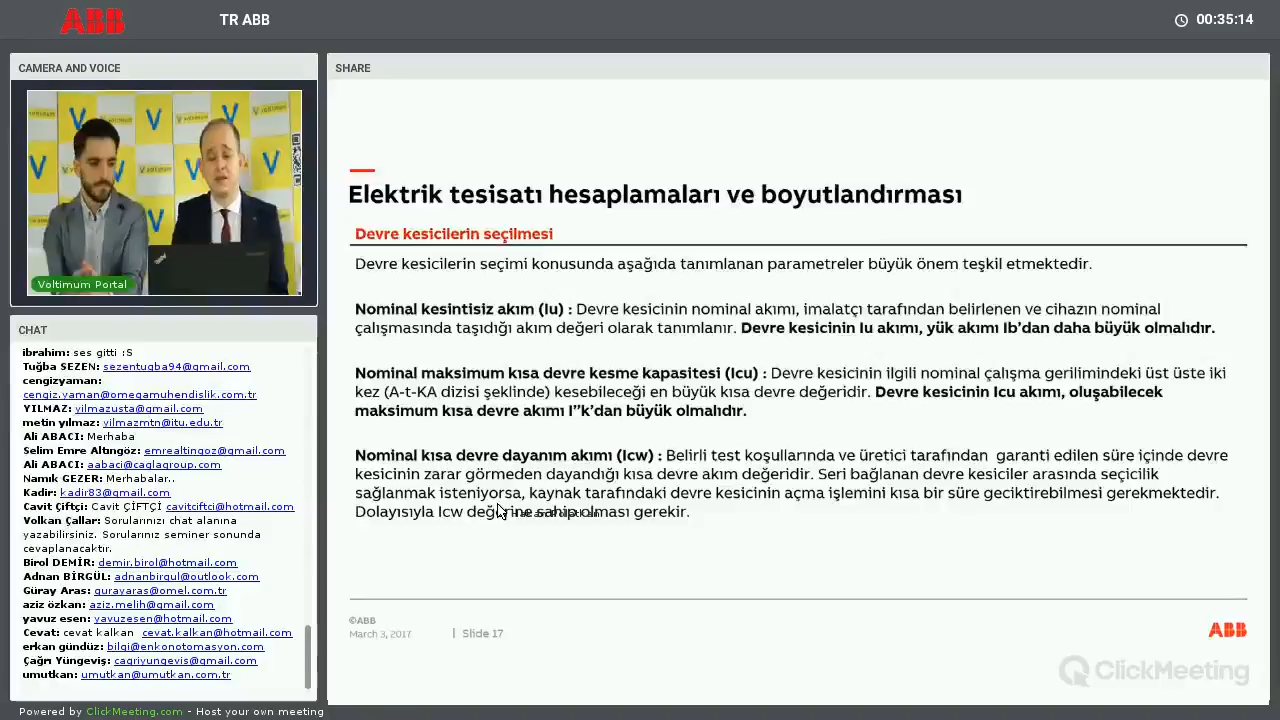 ABB
TR ABB
00:35:14
CAMERA AND VOICE
V
voltimum
Voltimum Portal
CHAT
ibrahim: ses gitti :S
Tuğba SEZEN: sezentugba94@gmail.com
cengizyaman:
cengiz.yaman@omegamuhendislik.com.tr
YILMAZ: yilmazusta@gmail.com
metin yılmaz: yilmazmtn@itu.edu.tr
Ali ABACI: Merhaba
Selim Emre Altıngöz: emrealtingoz@gmail.com
Ali ABACI: aabaci@caglagroup.com
Namık GEZER: Merhabalar..
Kadir: kadir83@gmail.com
Cavit Çiftçi: Cavit ÇİFTÇİ cavitciftci@hotmail.com
Volkan Çallar: Sorularınızı chat alanına
yazabilirsiniz. Sorularınız seminer sonunda
cevaplanacaktır.
Birol DEMİR: demir.birol@hotmail.com
Adnan BİRGÜL: adnanbirgul@outlook.com
Güray Aras: gurayaras@omel.com.tr
aziz özkan: aziz.melih@gmail.com
yavuz esen: yavuzesen@hotmail.com
Cevat: cevat kalkan cevat.kalkan@hotmail.com
erkan gündüz: bilgi@enkonotomasyon.com
Çağrı Yüngeviş: cagriyungevis@gmail.com
umutkan: umutkan@umutkan.com.tr
Powered by ClickMeeting.com - Host your own meeting
SHARE
Elektrik tesisatı hesaplamaları ve boyutlandırması
Devre kesicilerin seçilmesi
Devre kesicilerin seçimi konusunda aşağıda tanımlanan parametreler büyük önem teşkil etmektedir.
Nominal kesintisiz akım (Iu) : Devre kesicinin nominal akımı, imalatçı tarafından belirlenen ve cihazın nominal
çalışmasında taşıdığı akım değeri olarak tanımlanır. Devre kesicinin Iu akımı, yük akımı Ib'dan daha büyük olmalıdır.
Nominal maksimum kısa devre kesme kapasitesi (Icu) : Devre kesicinin ilgili nominal çalışma gerilimindeki üst üste iki
kez (A-t-KA dizisi şeklinde) kesebileceği en büyük kısa devre değeridir. Devre kesicinin Icu akımı, oluşabilecek
maksimum kısa devre akımı I”k’dan büyük olmalıdır.
Nominal kısa devre dayanım akımı (Icw) : Belirli test koşullarında ve üretici tarafından garanti edilen süre içinde devre
kesicinin zarar görmeden dayandığı kısa devre akım değeridir. Seri bağlanan devre kesiciler arasında seçicilik
sağlanmak isteniyorsa, kaynak tarafındaki devre kesicinin açma işlemini kısa bir süre geciktirebilmesi gerekmektedir.
Dolayısıyla Icw değerine sahip olması gerekir.
©ABB
March 3, 2017
Slide 17
ABB
ClickMeeting